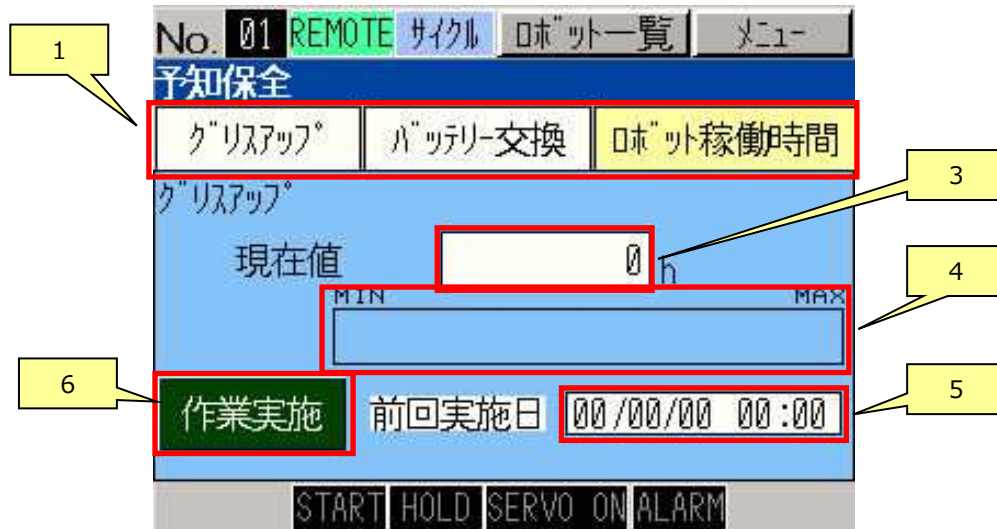 1
No. 01 REMOTE サイクル ロボット一覧 メニュー
予知保全
グリスアップ バッテリー交換 ロボット稼働時間
グリスアップ
3
現在値 0 h
4
MIN MAX
6
作業実施 前回実施日 00/00/00 00:00
5
START HOLD SERVO ON ALARM